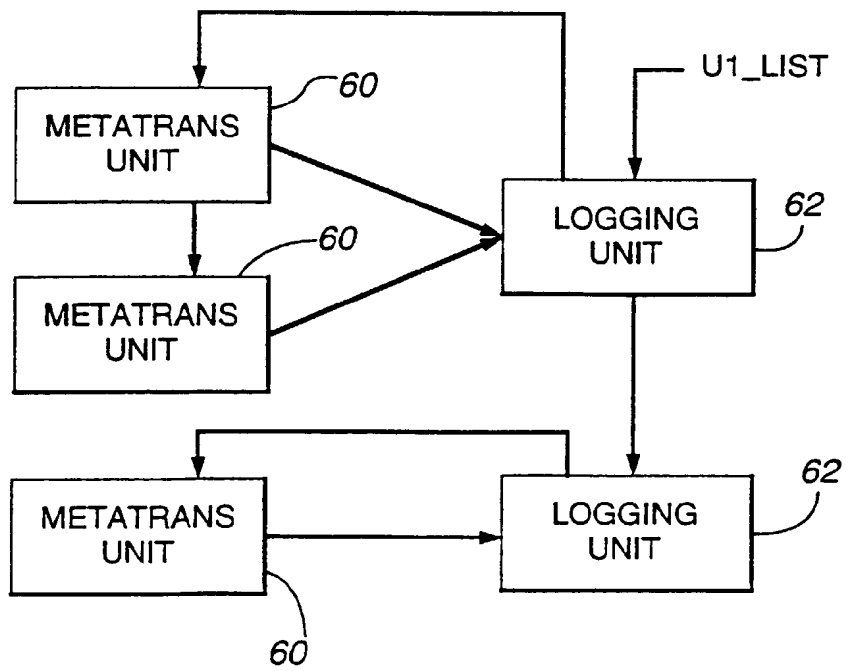 U1_LIST
60
METATRANS
UNIT
62
LOGGING
UNIT
60
METATRANS
UNIT
62
LOGGING
UNIT
METATRANS
UNIT
60